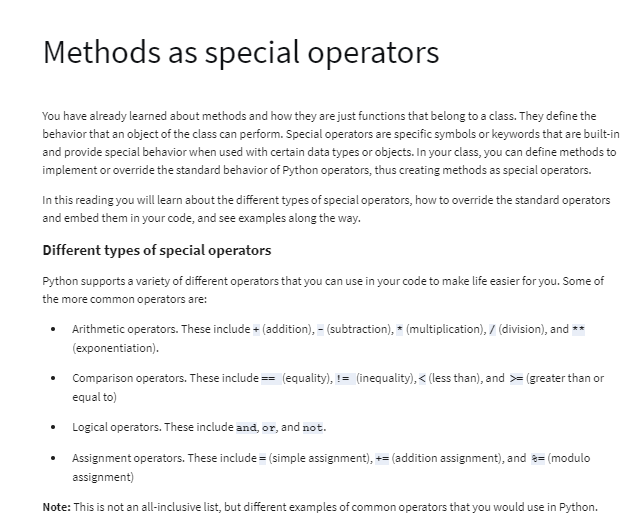 Methods as special operators
You have already learned about methods and how they are just functions that belong to a class. They define the
behavior that an object of the class can perform. Special operators are specific symbols or keywords that are built-in
and provide special behavior when used with certain data types or objects. In your class, you can define methods to
implement or override the standard behavior of Python operators, thus creating methods as special operators.
In this reading you will learn about the different types of special operators, how to override the standard operators
and embed them in your code, and see examples along the way.
Different types of special operators
Python supports a variety of different operators that you can use in your code to make life easier for you. Some of
the more common operators are:
• Arithmetic operators. These include + (addition), - (subtraction), * (multiplication), / (division), and **
(exponentiation).
• Comparison operators. These include == (equality), != (inequality), < (less than), and >= (greater than or
equal to)
• Logical operators. These include and, or, and not.
• Assignment operators. These include = (simple assignment), += (addition assignment), and %= (modulo
assignment)
Note: This is not an all-inclusive list, but different examples of common operators that you would use in Python.